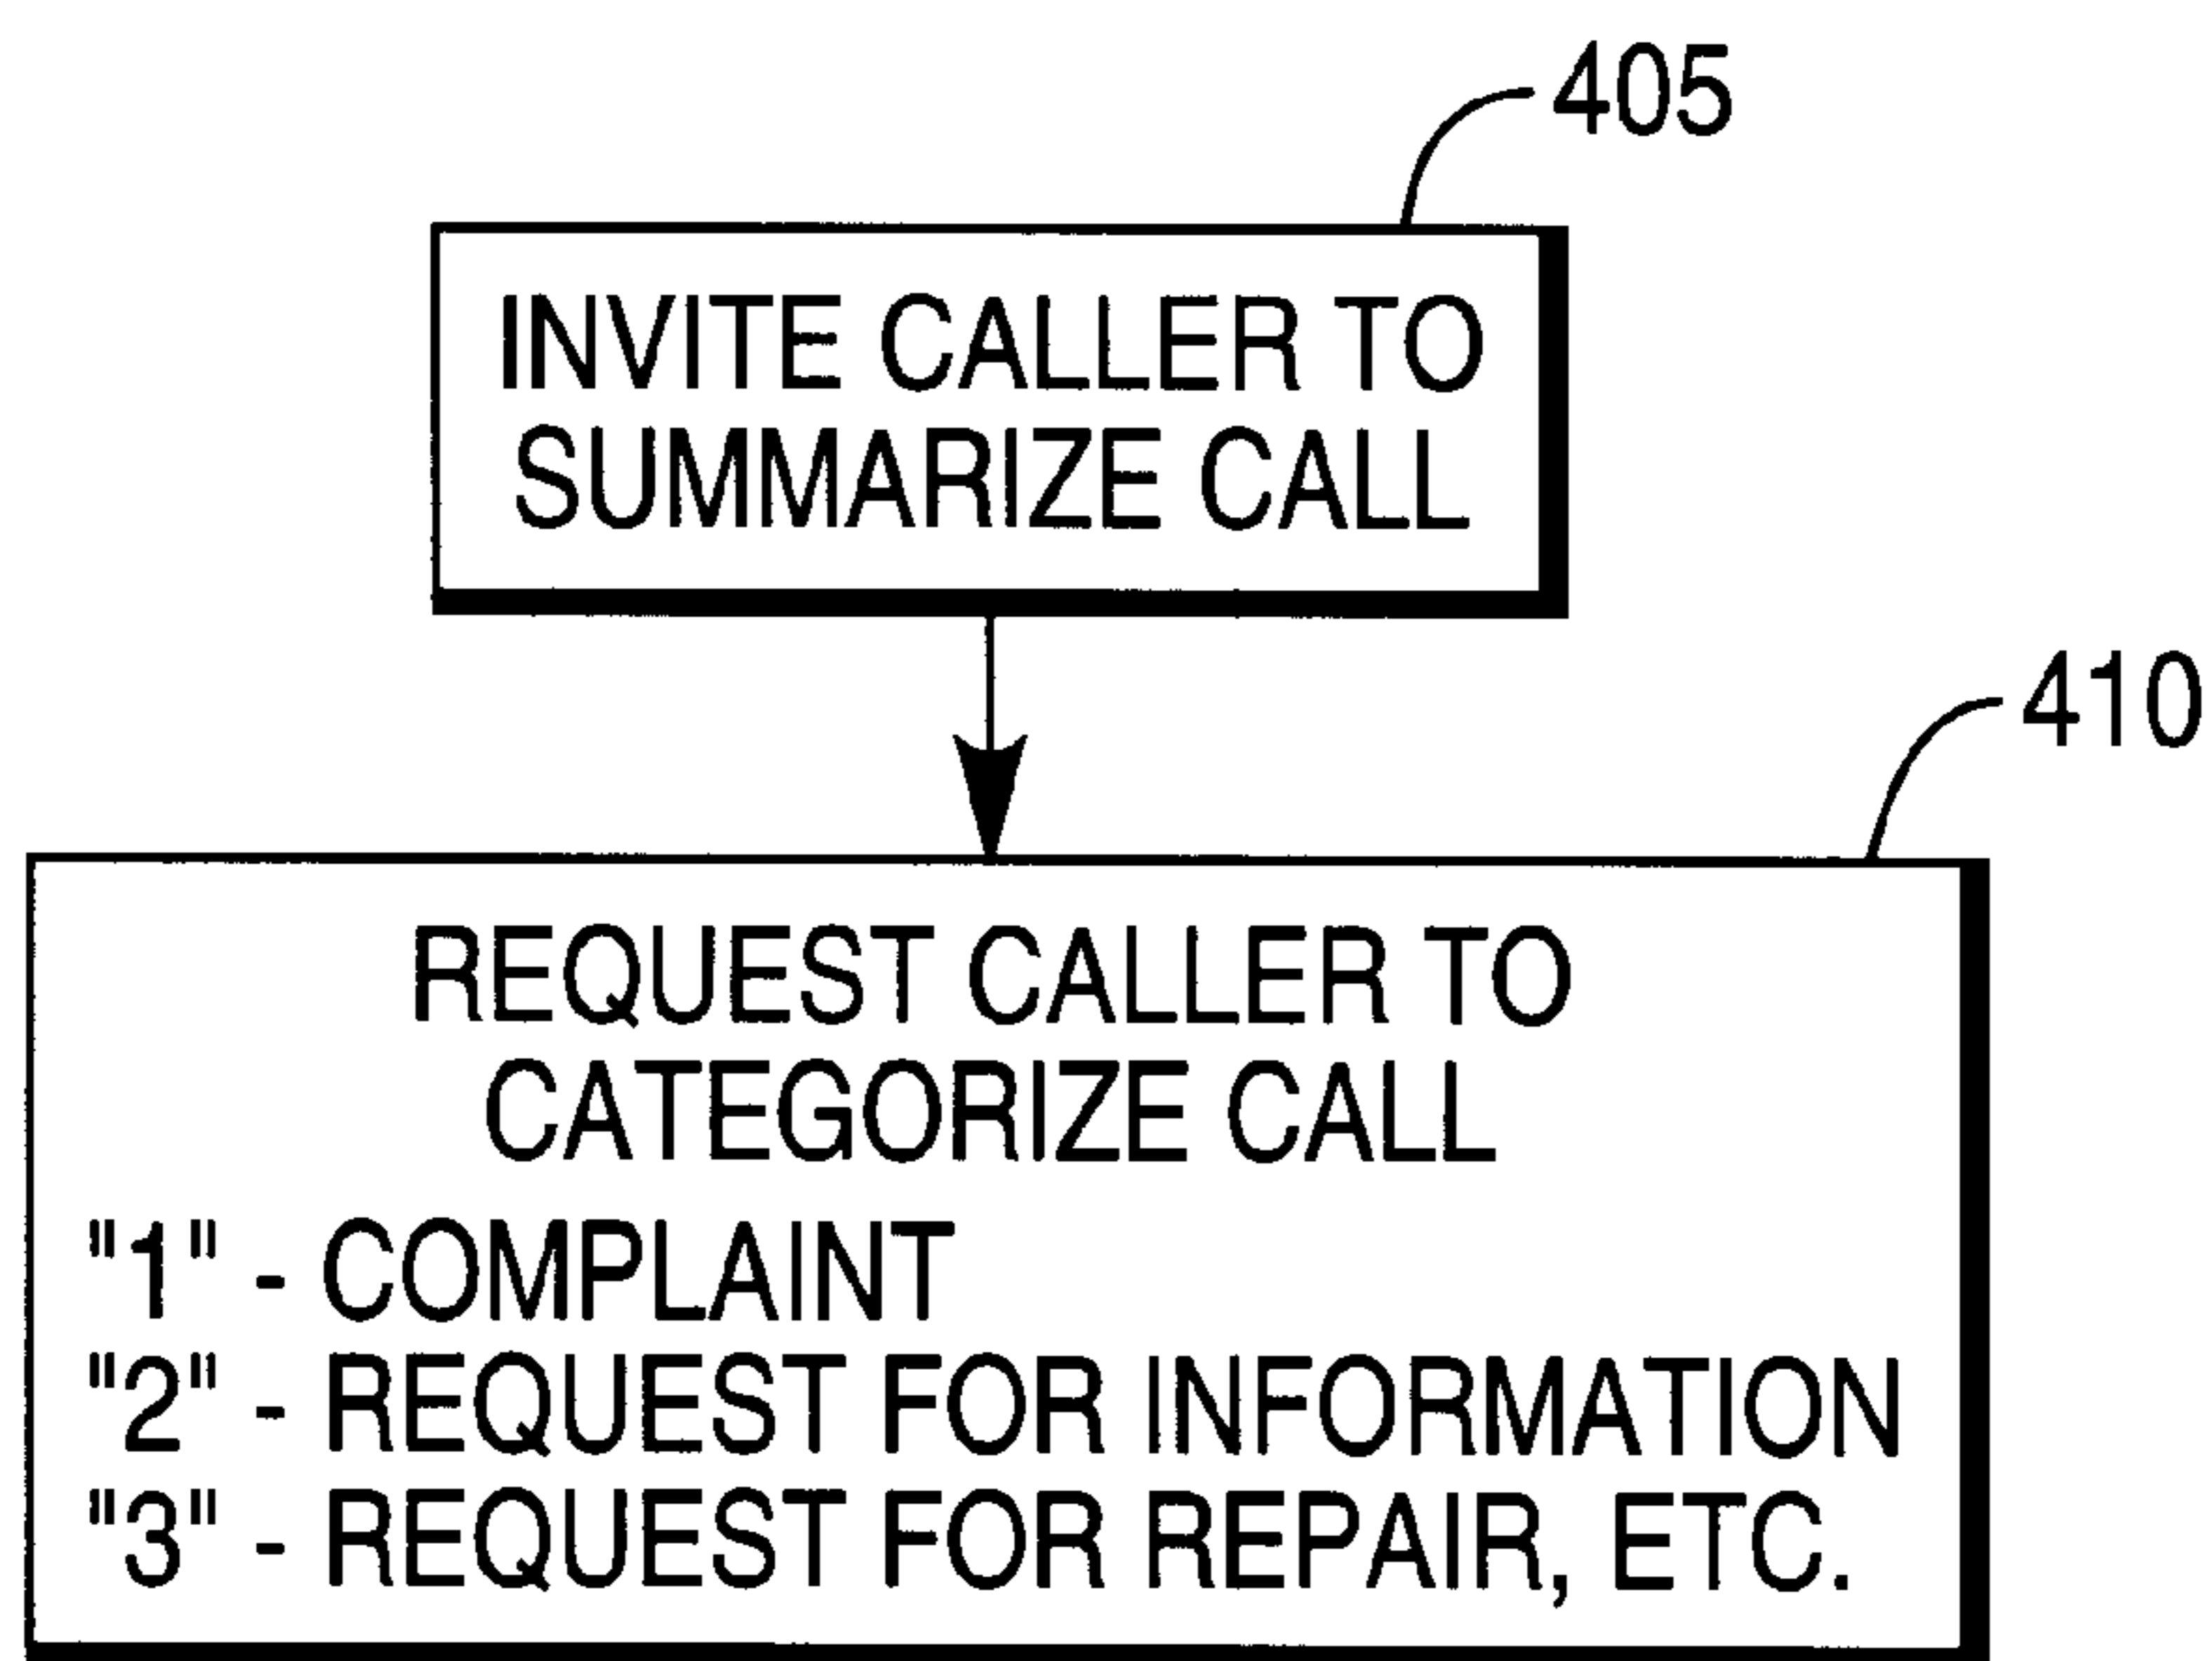 405
INVITE CALLER TO
SUMMARIZE CALL
410
REQUEST CALLER TO
CATEGORIZE CALL
"1" - COMPLAINT
"2" - REQUEST FOR INFORMATION
"3" - REQUEST FOR REPAIR, ETC.